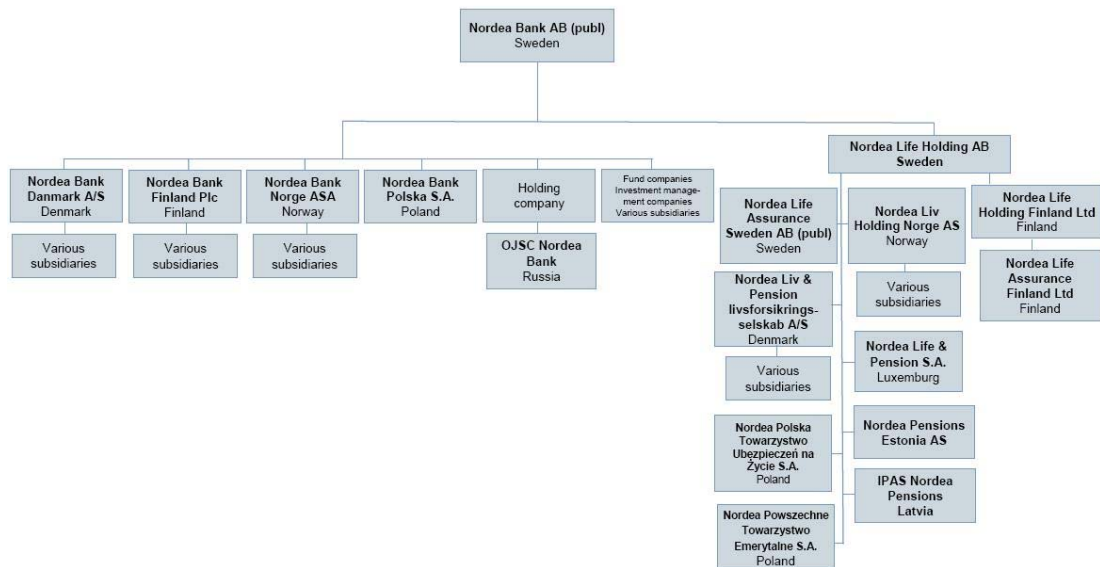 Nordea Bank AB (publ)
Sweden
Nordea Life Holding AB
Sweden
Nordea Bank
Danmark A/S
Denmark
Various
subsidiaries
Nordea Bank
Finland Plc
Finland
Various
subsidiaries
Nordea Bank
Norge ASA
Norway
Various
subsidiaries
Nordea Bank
Polska S.A.
Poland
Holding
company
OJSC Nordea
Bank
Russia
Fund companies
Investment manage-
ment companies
Various subsidiaries
Nordea Life
Assurance
Sweden AB (publ)
Sweden
Nordea Liv
Holding Norge AS
Norway
Various
subsidiaries
Nordea Life
Holding Finland Ltd
Finland
Nordea Life
Assurance
Finland Ltd
Finland
Nordea Liv &
Pension
livsforsikrings-
selskab A/S
Denmark
Various
subsidiaries
Nordea Life &
Pension S.A.
Luxemburg
Nordea Polska
Towarzystwo
Ubezpieczeń na
Życie S.A.
Poland
Nordea Pensions
Estonia AS
IPAS Nordea
Pensions
Latvia
Nordea Powszechne
Towarzystwo
Emerytalne S.A.
Poland